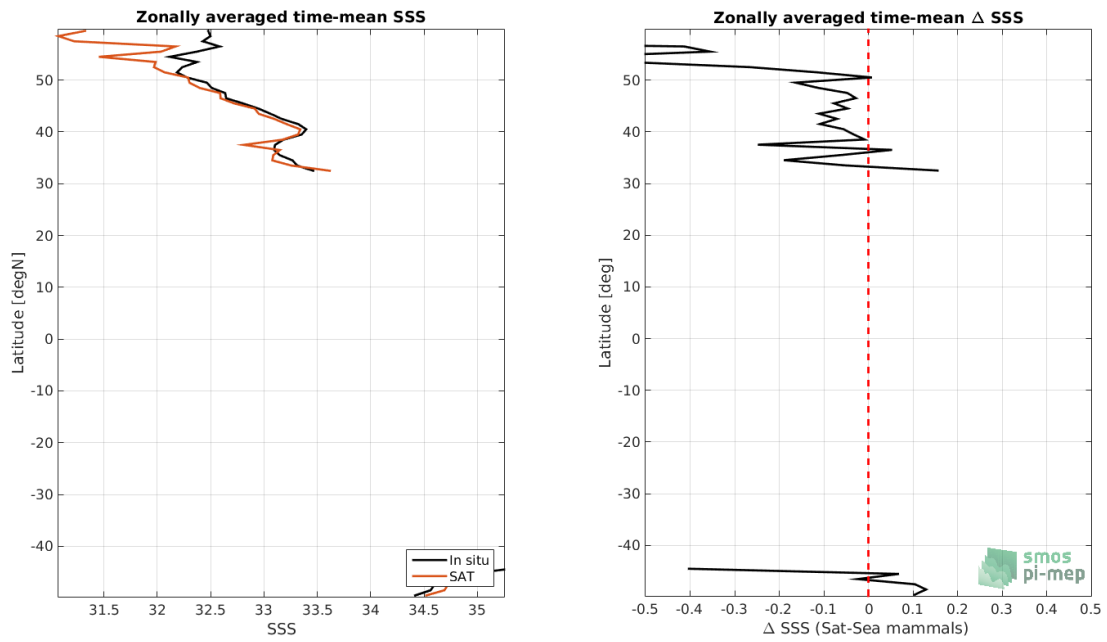 Zonally averaged time-mean SSS
50
40
30
20
10
0
-10
-20
-30
-40
Latitude [degN]
In situ
SAT
31.5 32 32.5 33 33.5 34 34.5 35
SSS
Zonally averaged time-mean Δ SSS
50
40
30
20
10
0
-10
-20
-30
-40
Latitude [deg]
smos
pi-mep
-0.5 -0.4 -0.3 -0.2 -0.1 0 0.1 0.2 0.3 0.4 0.5
Δ SSS (Sat-Sea mammals)